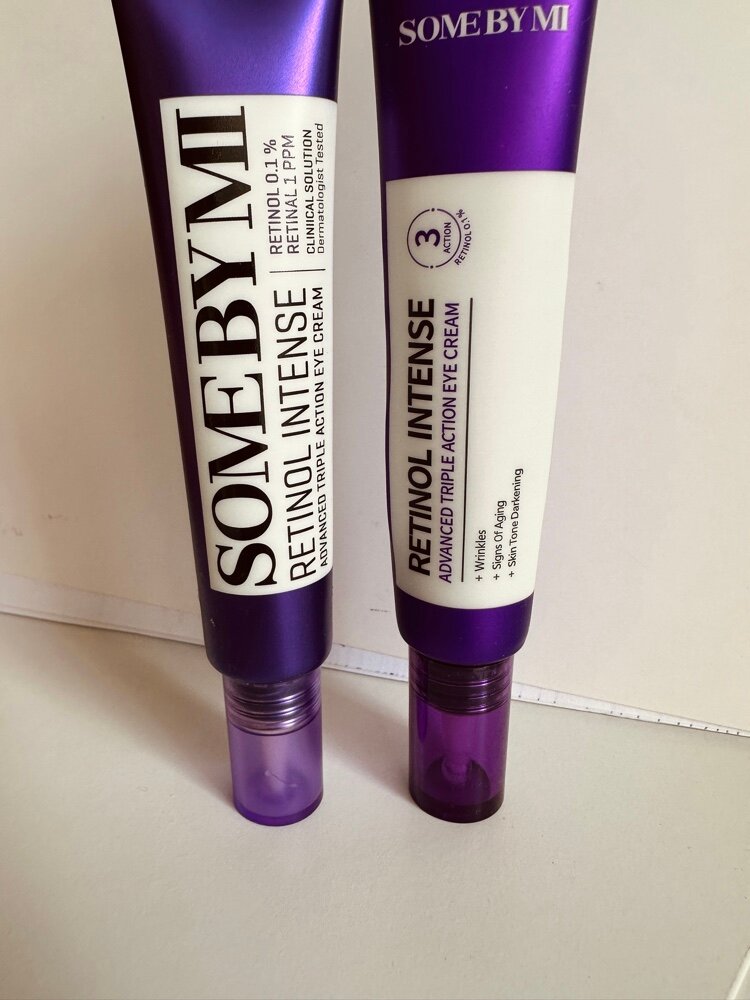 SOME BY MI
RETINOL INTENSE
ADVANCED TRIPLE ACTION EYE CREAM
RETINOL 0.1 %
RETINAL 1 PPM
CLINIICAL SOLUTION
Dermatologist Tested
SOME BY MI
3
ACTION
RETINOL 0.1%
RETINOL INTENSE
ADVANCED TRIPLE ACTION EYE CREAM
+ Wrinkles
+ Signs Of Aging
+ Skin Tone Darkening